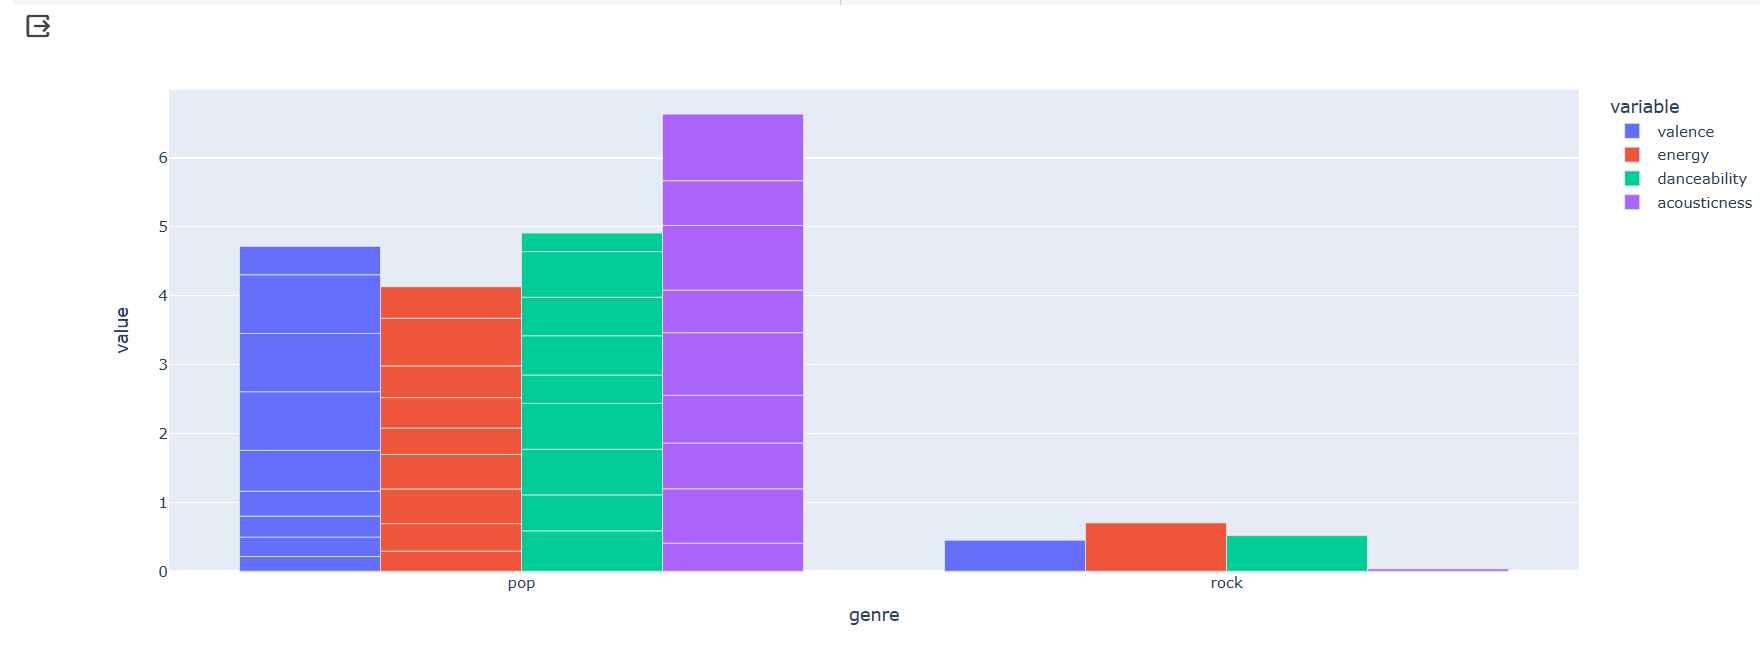 variable
valence
energy
danceability
acousticness
value
6
5
4
3
2
1
0
pop
rock
genre